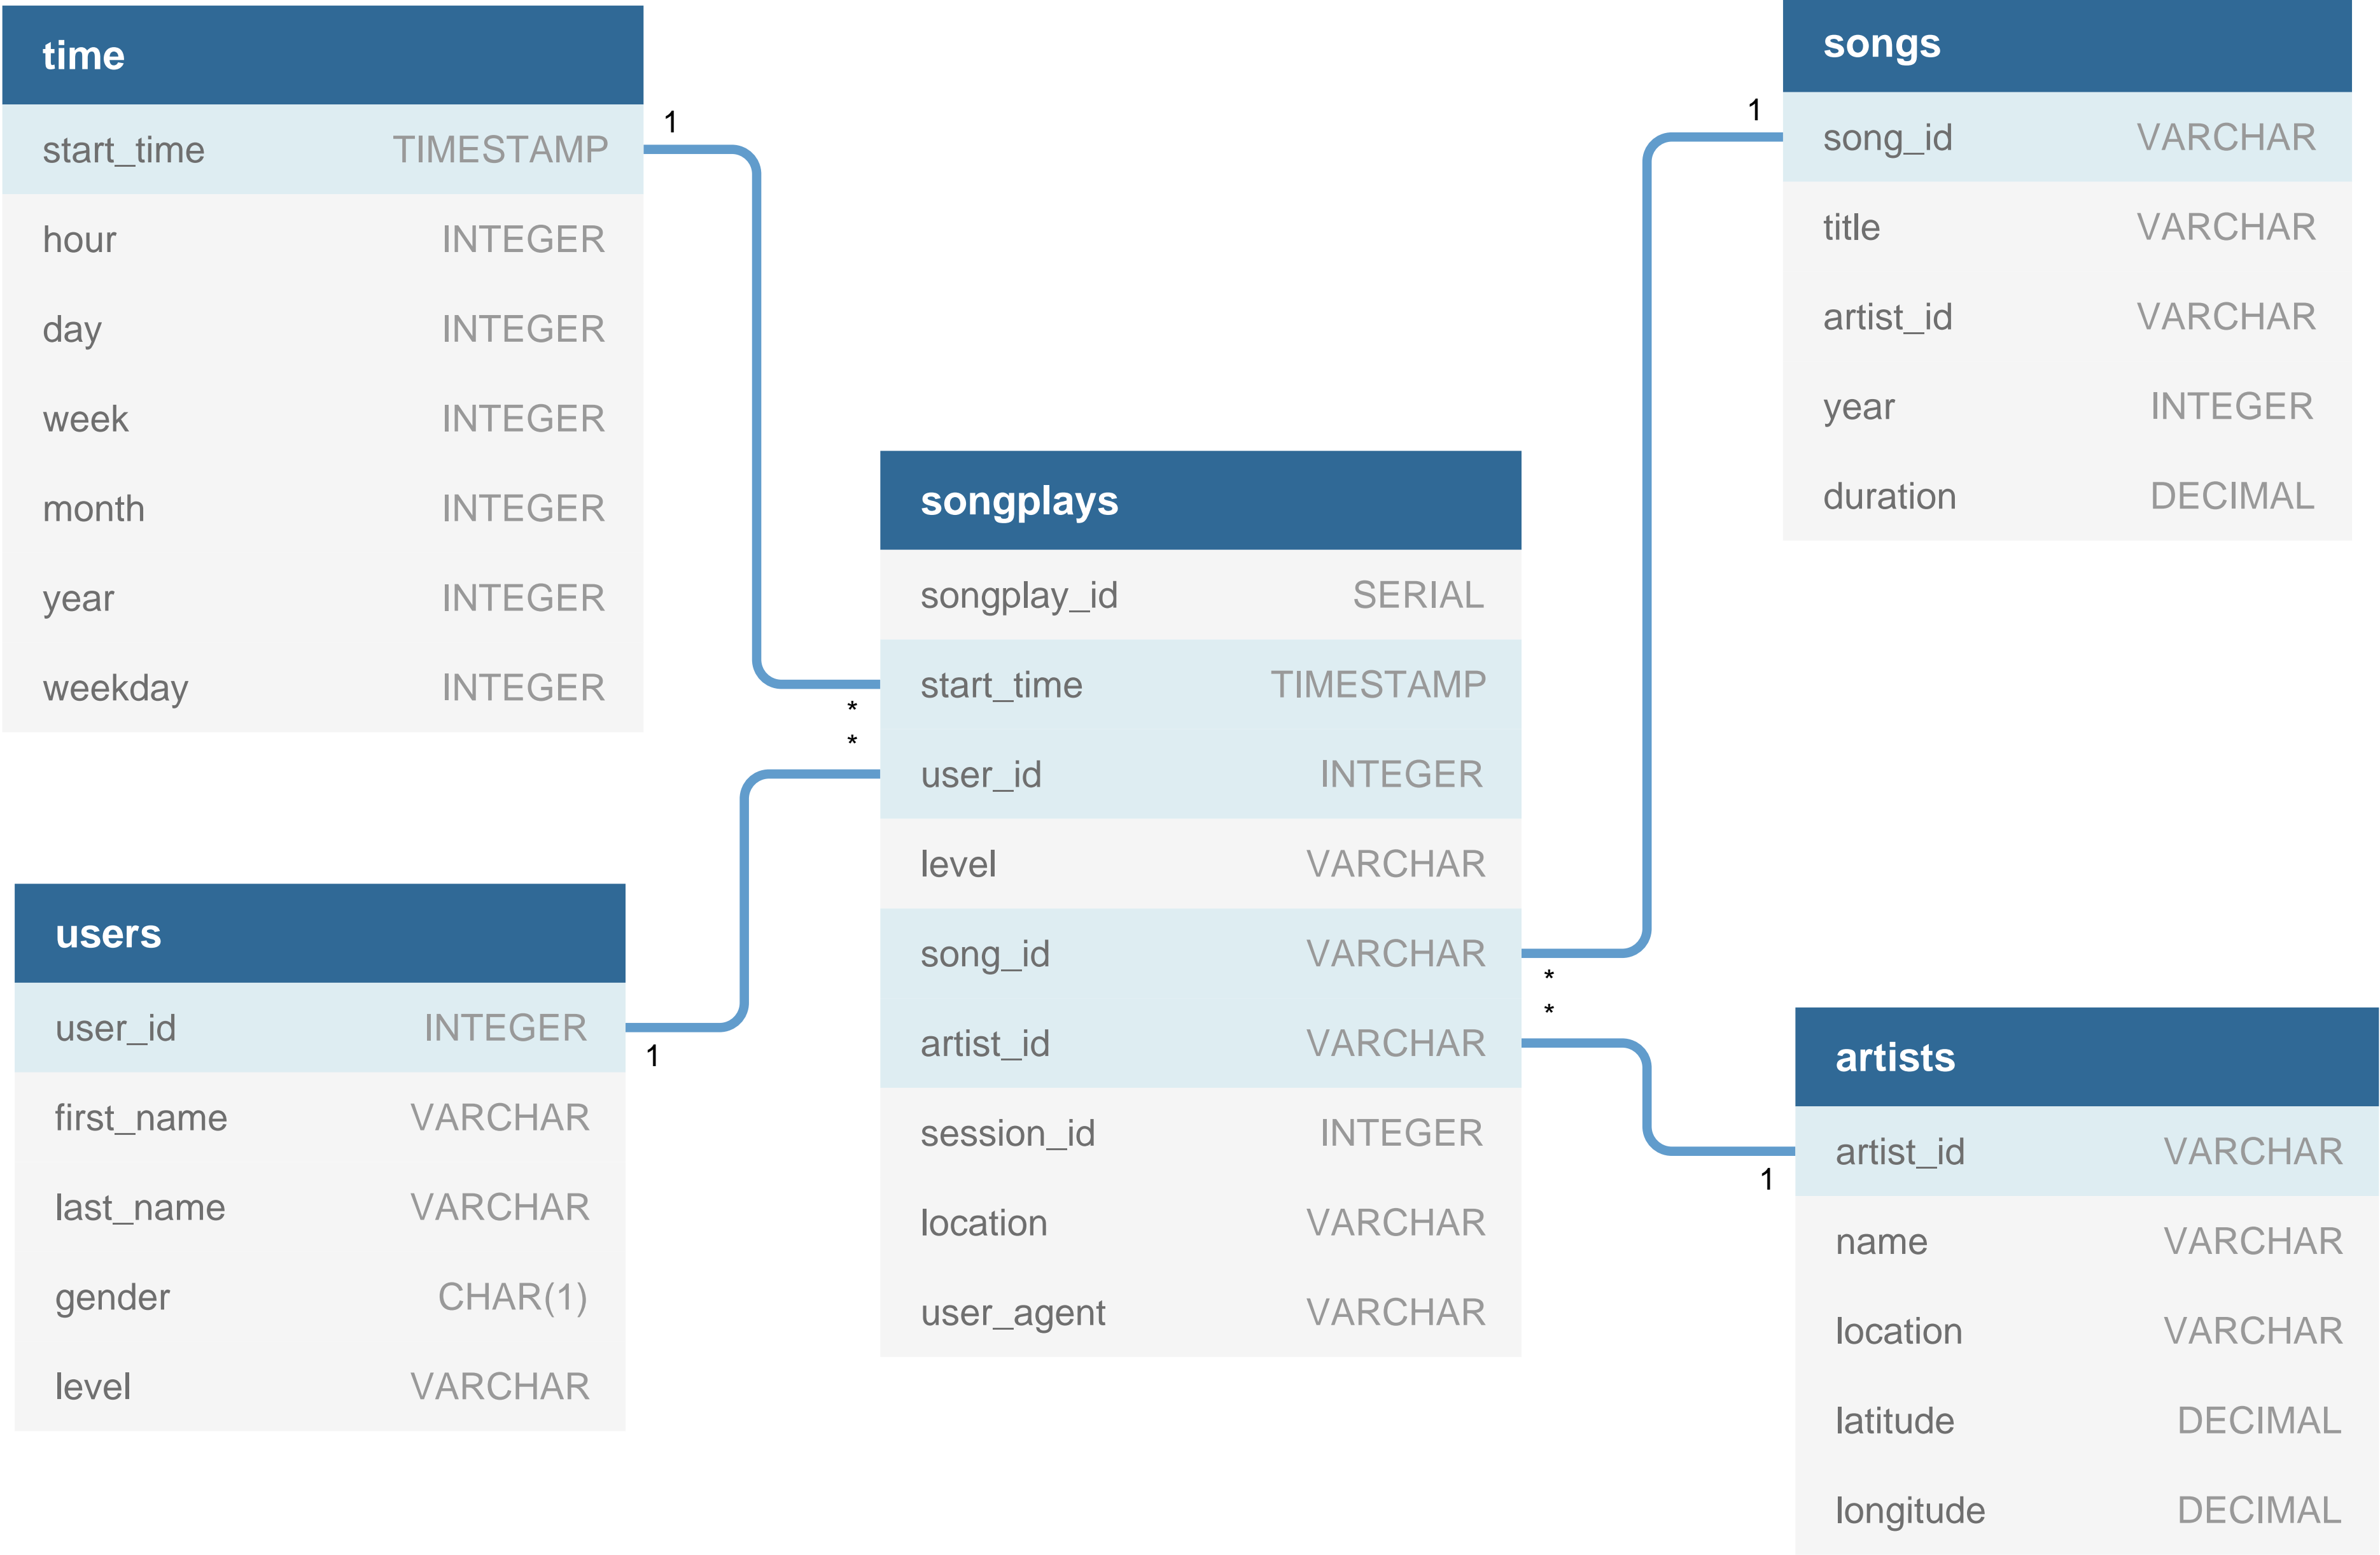 time
start_time TIMESTAMP
hour INTEGER
day INTEGER
week INTEGER
month INTEGER
year INTEGER
weekday INTEGER
1
*
*
users
user_id INTEGER
first_name VARCHAR
last_name VARCHAR
gender CHAR(1)
level VARCHAR
1
songplays
songplay_id SERIAL
start_time TIMESTAMP
user_id INTEGER
level VARCHAR
song_id VARCHAR
artist_id VARCHAR
session_id INTEGER
location VARCHAR
user_agent VARCHAR
1
*
*
1
songs
song_id VARCHAR
title VARCHAR
artist_id VARCHAR
year INTEGER
duration DECIMAL
artists
artist_id VARCHAR
name VARCHAR
location VARCHAR
latitude DECIMAL
longitude DECIMAL